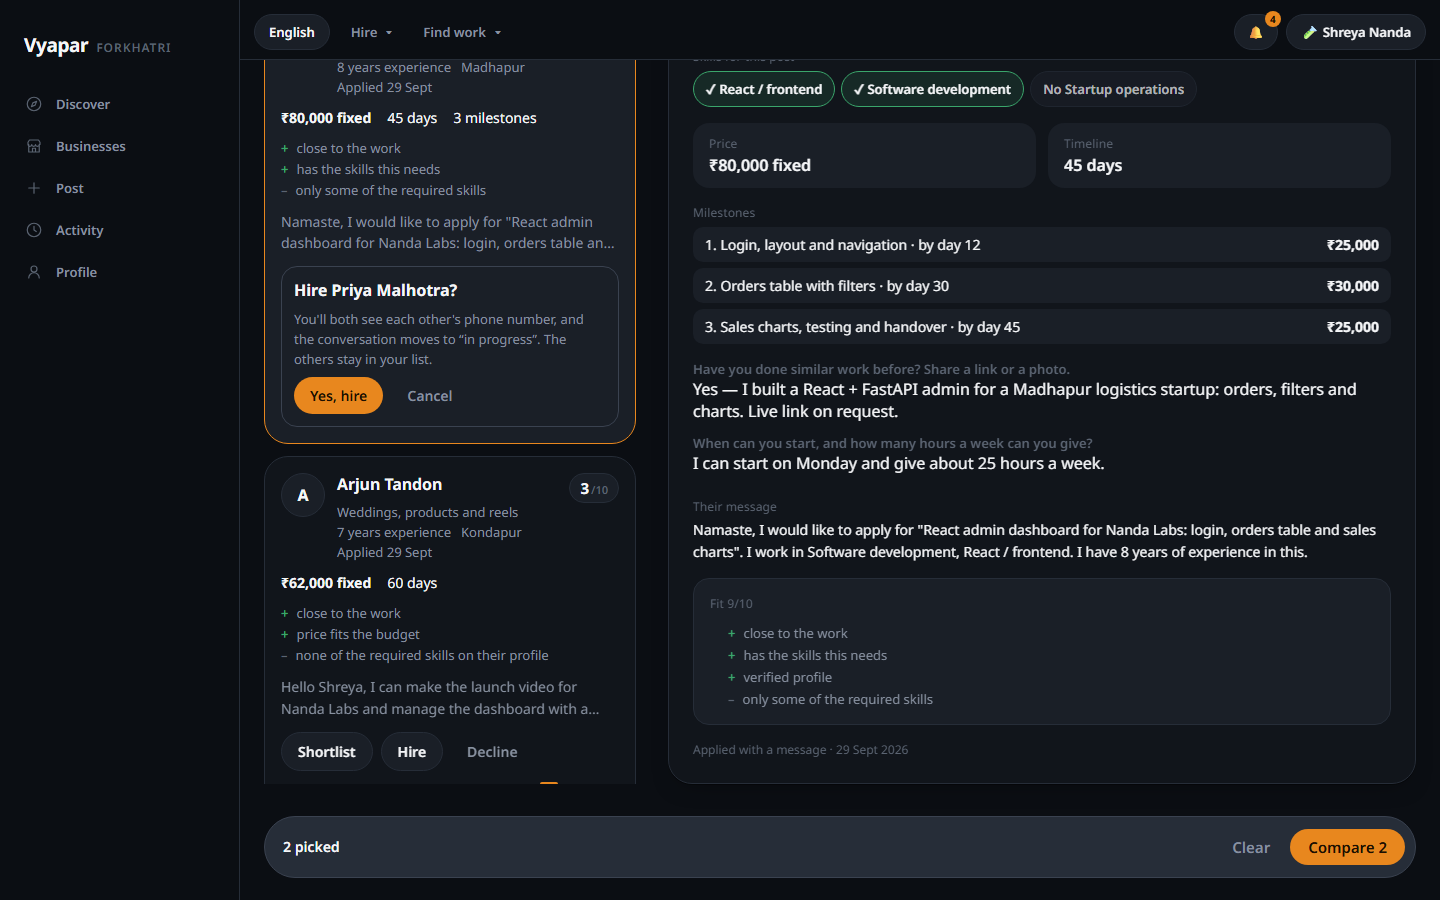 Vyapar FORKHATRI
Discover
Businesses
Post
Activity
Profile
English
Hire
Find work
4
Shreya Nanda
8 years experience Madhapur
Applied 29 Sept
₹80,000 fixed 45 days 3 milestones
+ close to the work
+ has the skills this needs
– only some of the required skills
Namaste, I would like to apply for "React admin
dashboard for Nanda Labs: login, orders table an...
Hire Priya Malhotra?
You'll both see each other's phone number, and
the conversation moves to “in progress”. The
others stay in your list.
Yes, hire
Cancel
A
Arjun Tandon
3/10
Weddings, products and reels
7 years experience Kondapur
Applied 29 Sept
₹62,000 fixed 60 days
+ close to the work
+ price fits the budget
– none of the required skills on their profile
Hello Shreya, I can make the launch video for
Nanda Labs and manage the dashboard with a...
Shortlist
Hire
Decline
✓ React / frontend
✓ Software development
No Startup operations
Price
₹80,000 fixed
Timeline
45 days
Milestones
1. Login, layout and navigation · by day 12 ₹25,000
2. Orders table with filters · by day 30 ₹30,000
3. Sales charts, testing and handover · by day 45 ₹25,000
Have you done similar work before? Share a link or a photo.
Yes — I built a React + FastAPI admin for a Madhapur logistics startup: orders, filters and
charts. Live link on request.
When can you start, and how many hours a week can you give?
I can start on Monday and give about 25 hours a week.
Their message
Namaste, I would like to apply for "React admin dashboard for Nanda Labs: login, orders table and sales
charts". I work in Software development, React / frontend. I have 8 years of experience in this.
Fit 9/10
+ close to the work
+ has the skills this needs
+ verified profile
– only some of the required skills
Applied with a message · 29 Sept 2026
2 picked
Clear
Compare 2